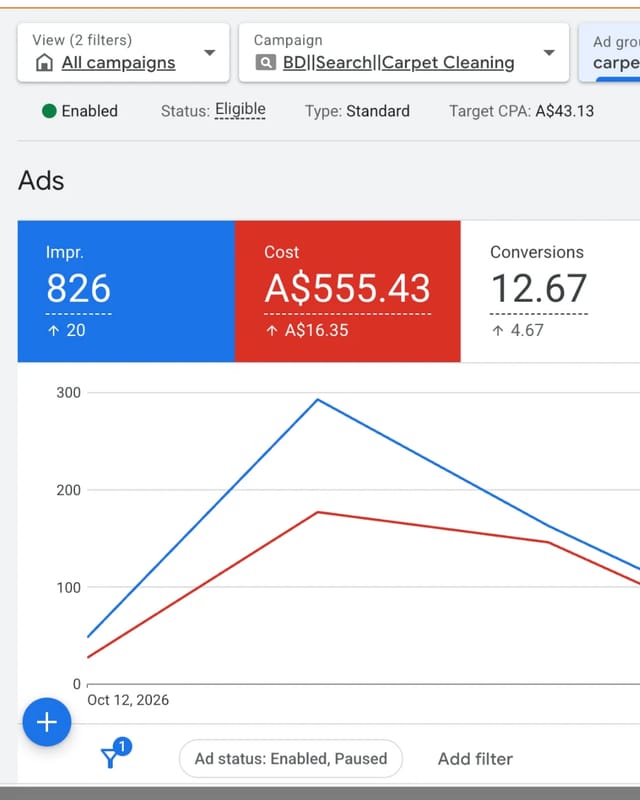 View (2 filters)
All campaigns
Campaign
BD||Search||Carpet Cleaning
Ad grou
carpe
Enabled
Status: Eligible
Type: Standard
Target CPA: A$43.13
Ads
Impr.
826
↑ 20
Cost
A$555.43
↑ A$16.35
Conversions
12.67
↑ 4.67
300
200
100
0
Oct 12, 2026
1
Ad status: Enabled, Paused
Add filter